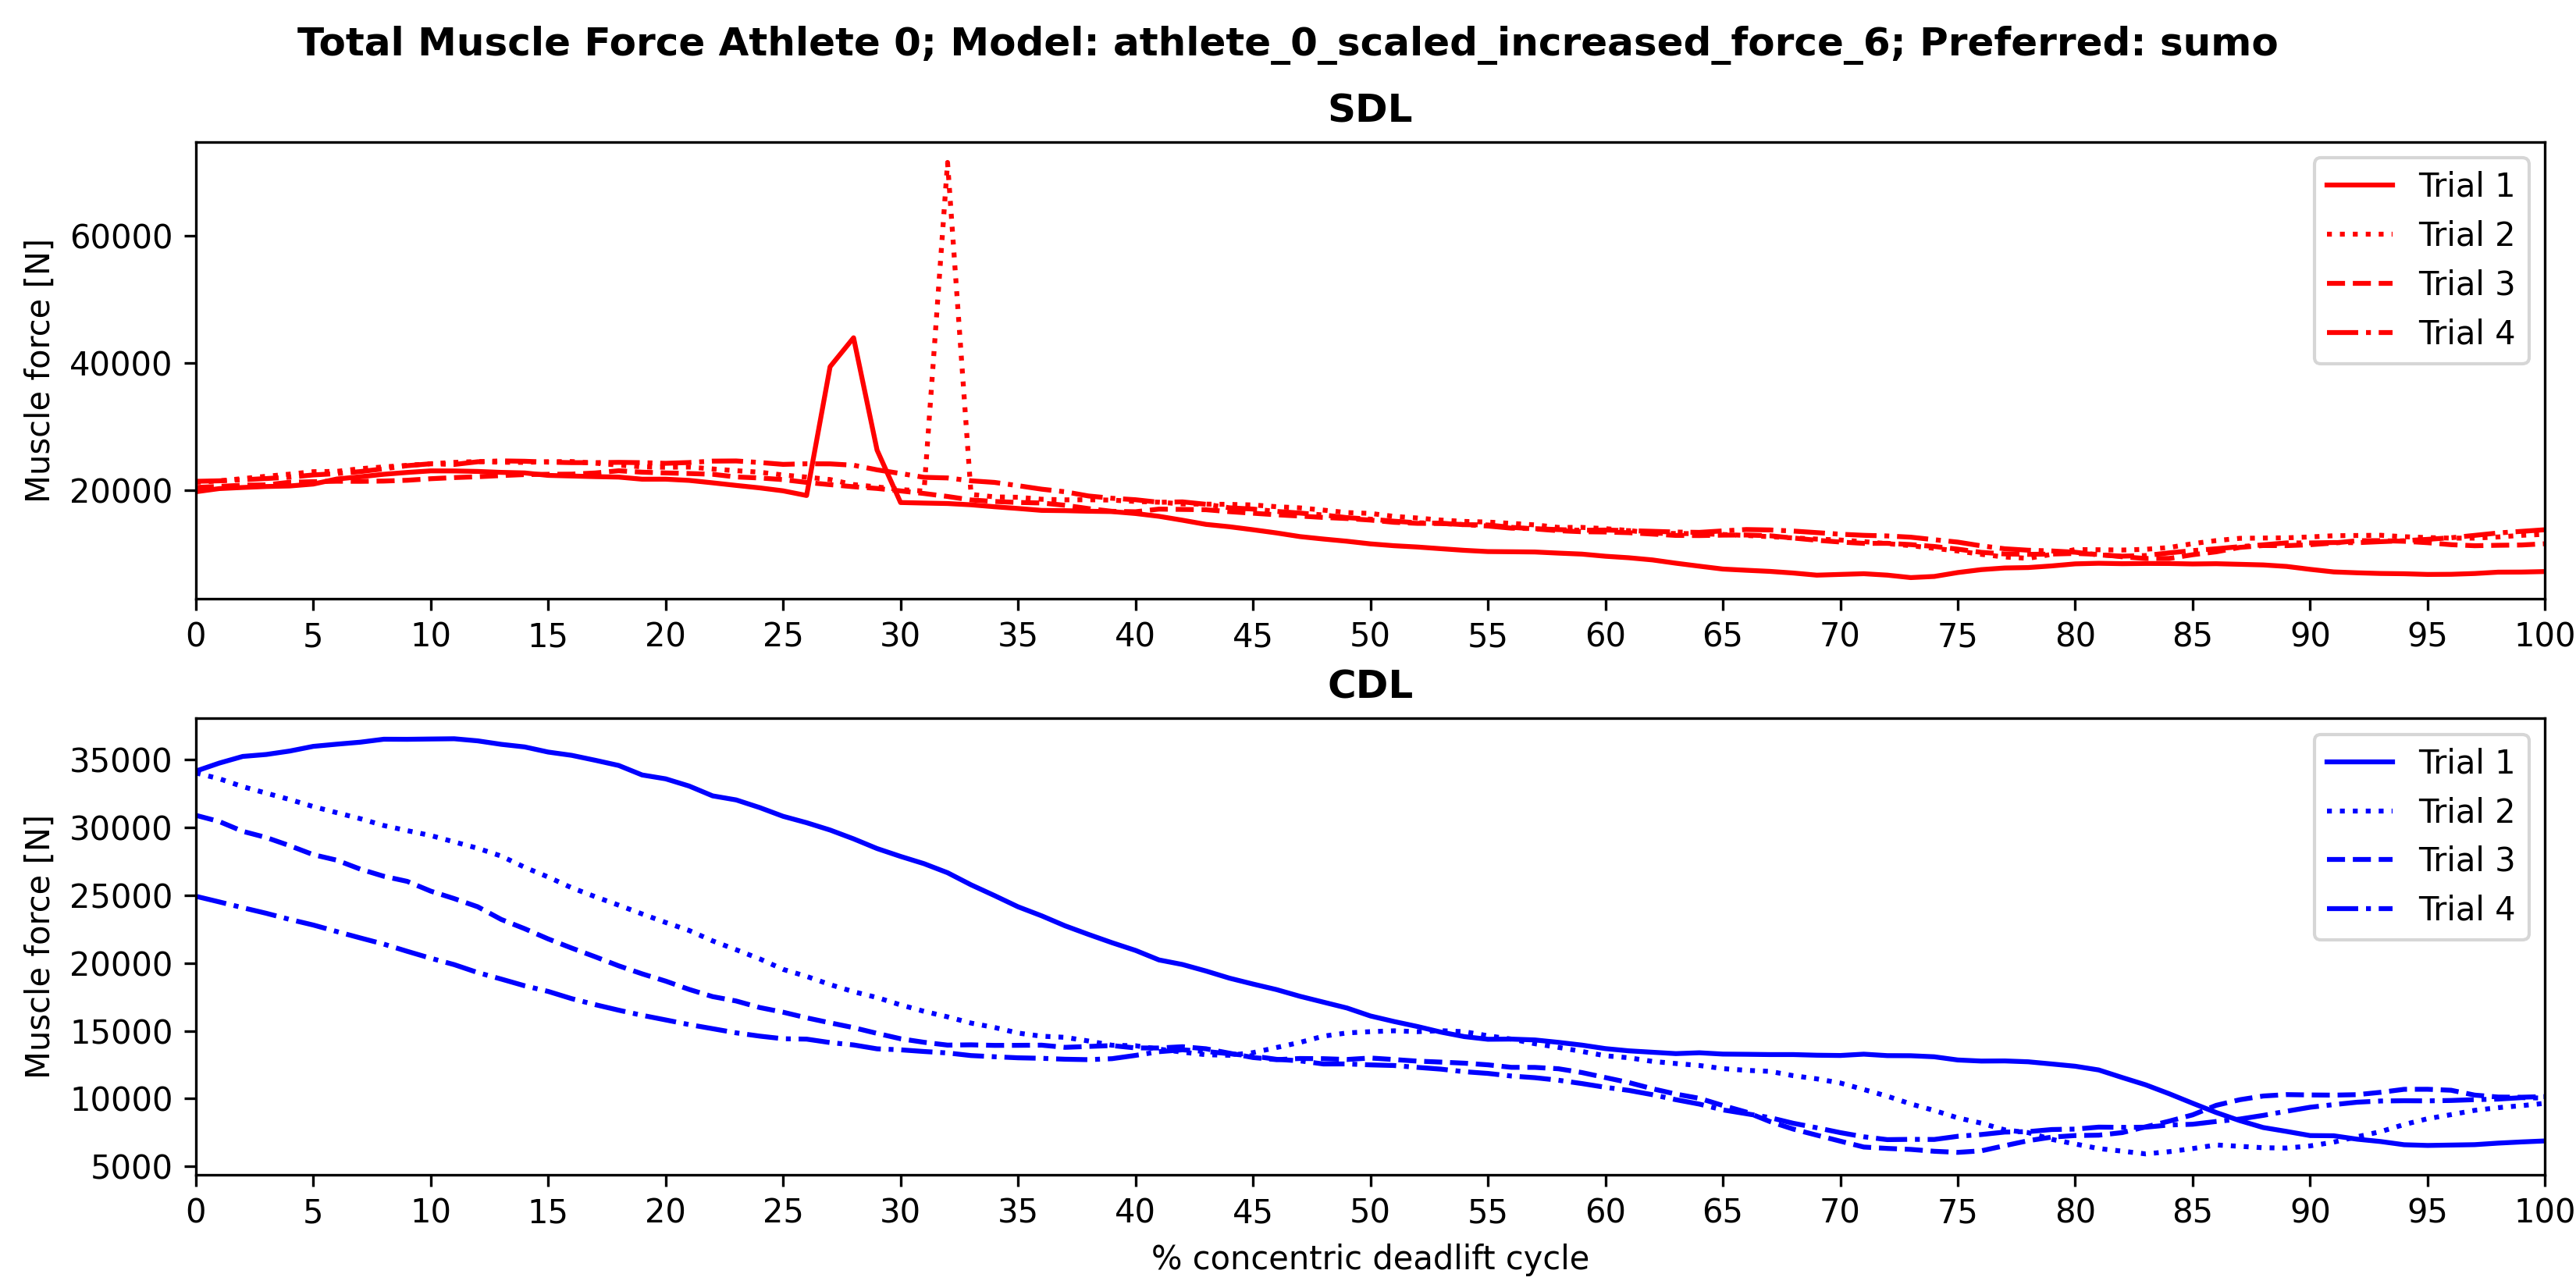 Total Muscle Force Athlete 0; Model: athlete_0_scaled_increased_force_6; Preferred: sumo
SDL
Muscle force [N]
60000
40000
20000
Trial 1
Trial 2
Trial 3
Trial 4
0 5 10 15 20 25 30 35 40 45 50 55 60 65 70 75 80 85 90 95 100
CDL
Muscle force [N]
35000
30000
25000
20000
15000
10000
5000
Trial 1
Trial 2
Trial 3
Trial 4
0 5 10 15 20 25 30 35 40 45 50 55 60 65 70 75 80 85 90 95 100
% concentric deadlift cycle